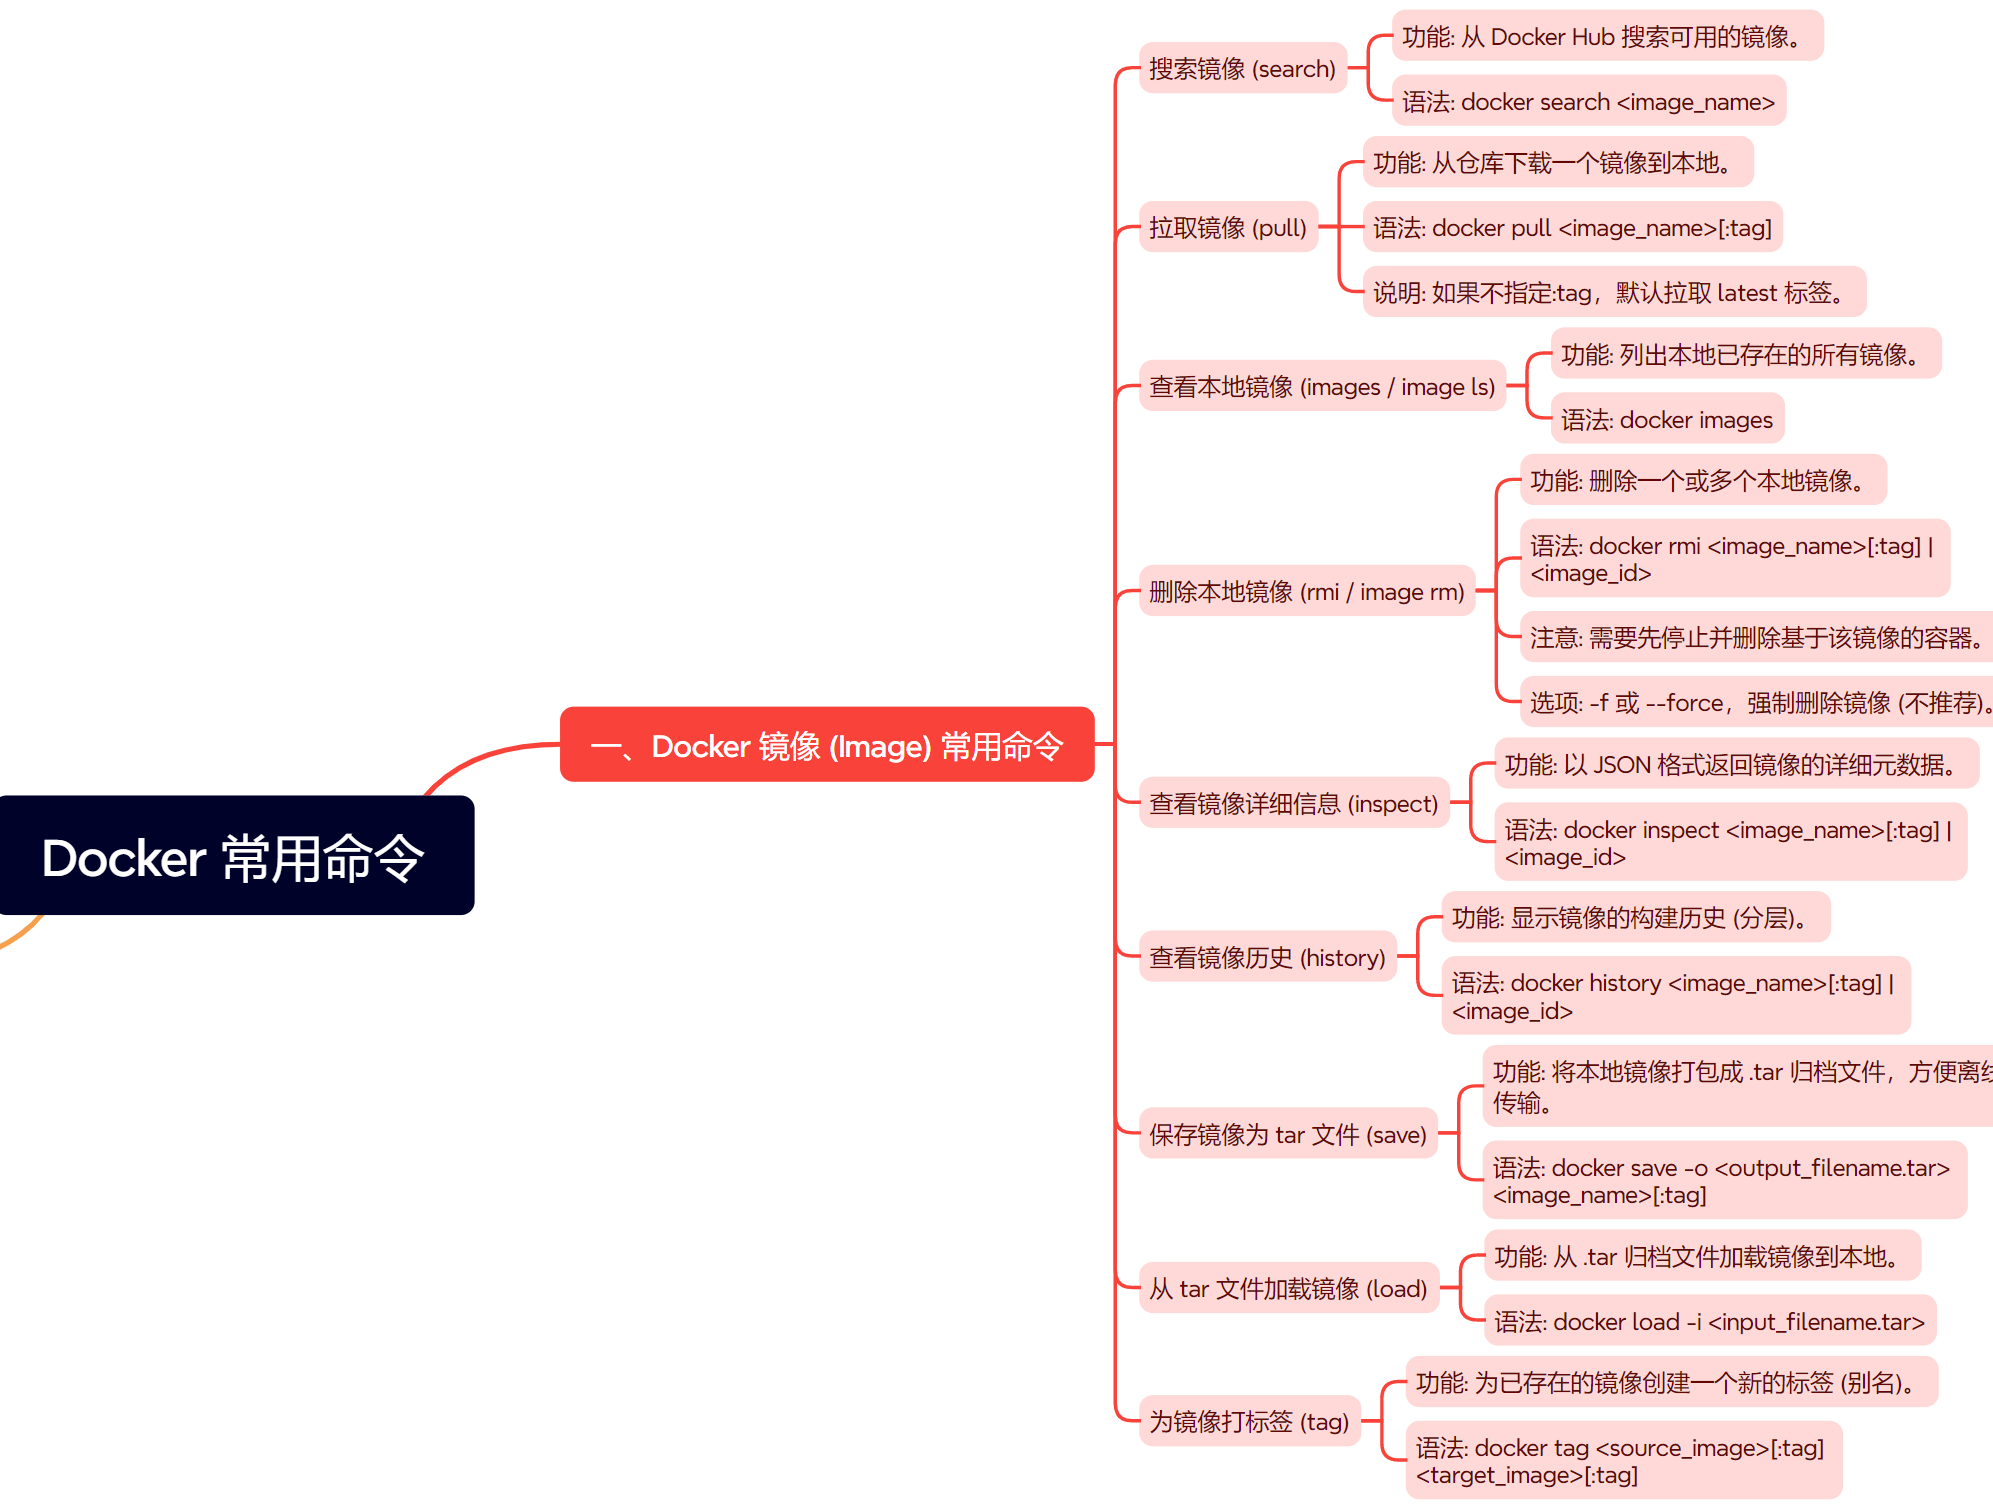 Docker 常用命令
一、Docker 镜像 (Image) 常用命令
搜索镜像 (search)
功能: 从 Docker Hub 搜索可用的镜像。
语法: docker search <image_name>
拉取镜像 (pull)
功能: 从仓库下载一个镜像到本地。
语法: docker pull <image_name>[:tag]
说明: 如果不指定:tag，默认拉取 latest 标签。
查看本地镜像 (images / image ls)
功能: 列出本地已存在的所有镜像。
语法: docker images
删除本地镜像 (rmi / image rm)
功能: 删除一个或多个本地镜像。
语法: docker rmi <image_name>[:tag] |
<image_id>
注意: 需要先停止并删除基于该镜像的容器。
选项: -f 或 --force，强制删除镜像 (不推荐)。
查看镜像详细信息 (inspect)
功能: 以 JSON 格式返回镜像的详细元数据。
语法: docker inspect <image_name>[:tag] |
<image_id>
查看镜像历史 (history)
功能: 显示镜像的构建历史 (分层)。
语法: docker history <image_name>[:tag] |
<image_id>
保存镜像为 tar 文件 (save)
功能: 将本地镜像打包成 .tar 归档文件，方便离线
传输。
语法: docker save -o <output_filename.tar>
<image_name>[:tag]
从 tar 文件加载镜像 (load)
功能: 从 .tar 归档文件加载镜像到本地。
语法: docker load -i <input_filename.tar>
为镜像打标签 (tag)
功能: 为已存在的镜像创建一个新的标签 (别名)。
语法: docker tag <source_image>[:tag]
<target_image>[:tag]